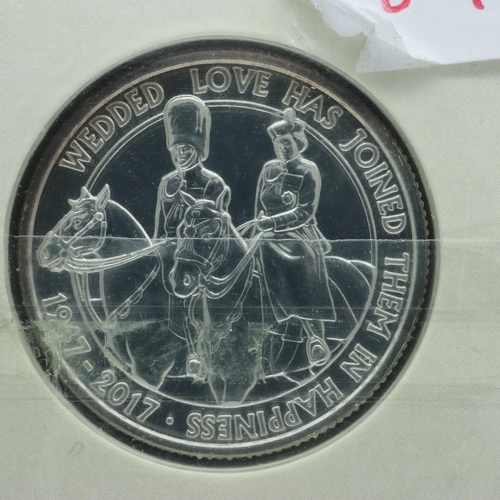 WEDDED LOVE HAS JOINED THEM IN HAPPINESS · 1947-2017